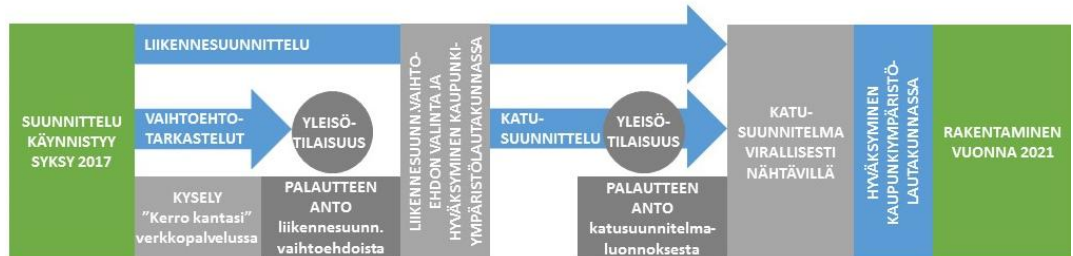 SUUNNITTELU
KÄYNNISTYY
SYKSY 2017
LIIKENNESUUNNITTELU
VAIHTOEHTO-
TARKASTELUT
YLEISÖ-
TILAISUUS
KYSELY
"Kerro kantasi"
verkkopalvelussa
PALAUTTEEN
ANTO
liikennesuunn.
vaihtoehdoista
LIIKENNESUUNN.VAIHTO-
EHDON VALINTA JA
HYVÄKSYMINEN KAUPUNKI-
YMPÄRISTÖLAUTAKUNNASSA
KATU-
SUUNNITTELU
YLEISÖ-
TILAISUUS
PALAUTTEEN
ANTO
katusuunnitelma-
luonnoksesta
KATU-
SUUNNITELMA
VIRALLISESTI
NÄHTÄVILLÄ
HYVÄKSYMINEN
KAUPUNKIYMPÄRISTÖ-
LAUTAKUNNASSA
RAKENTAMINEN
VUONNA 2021